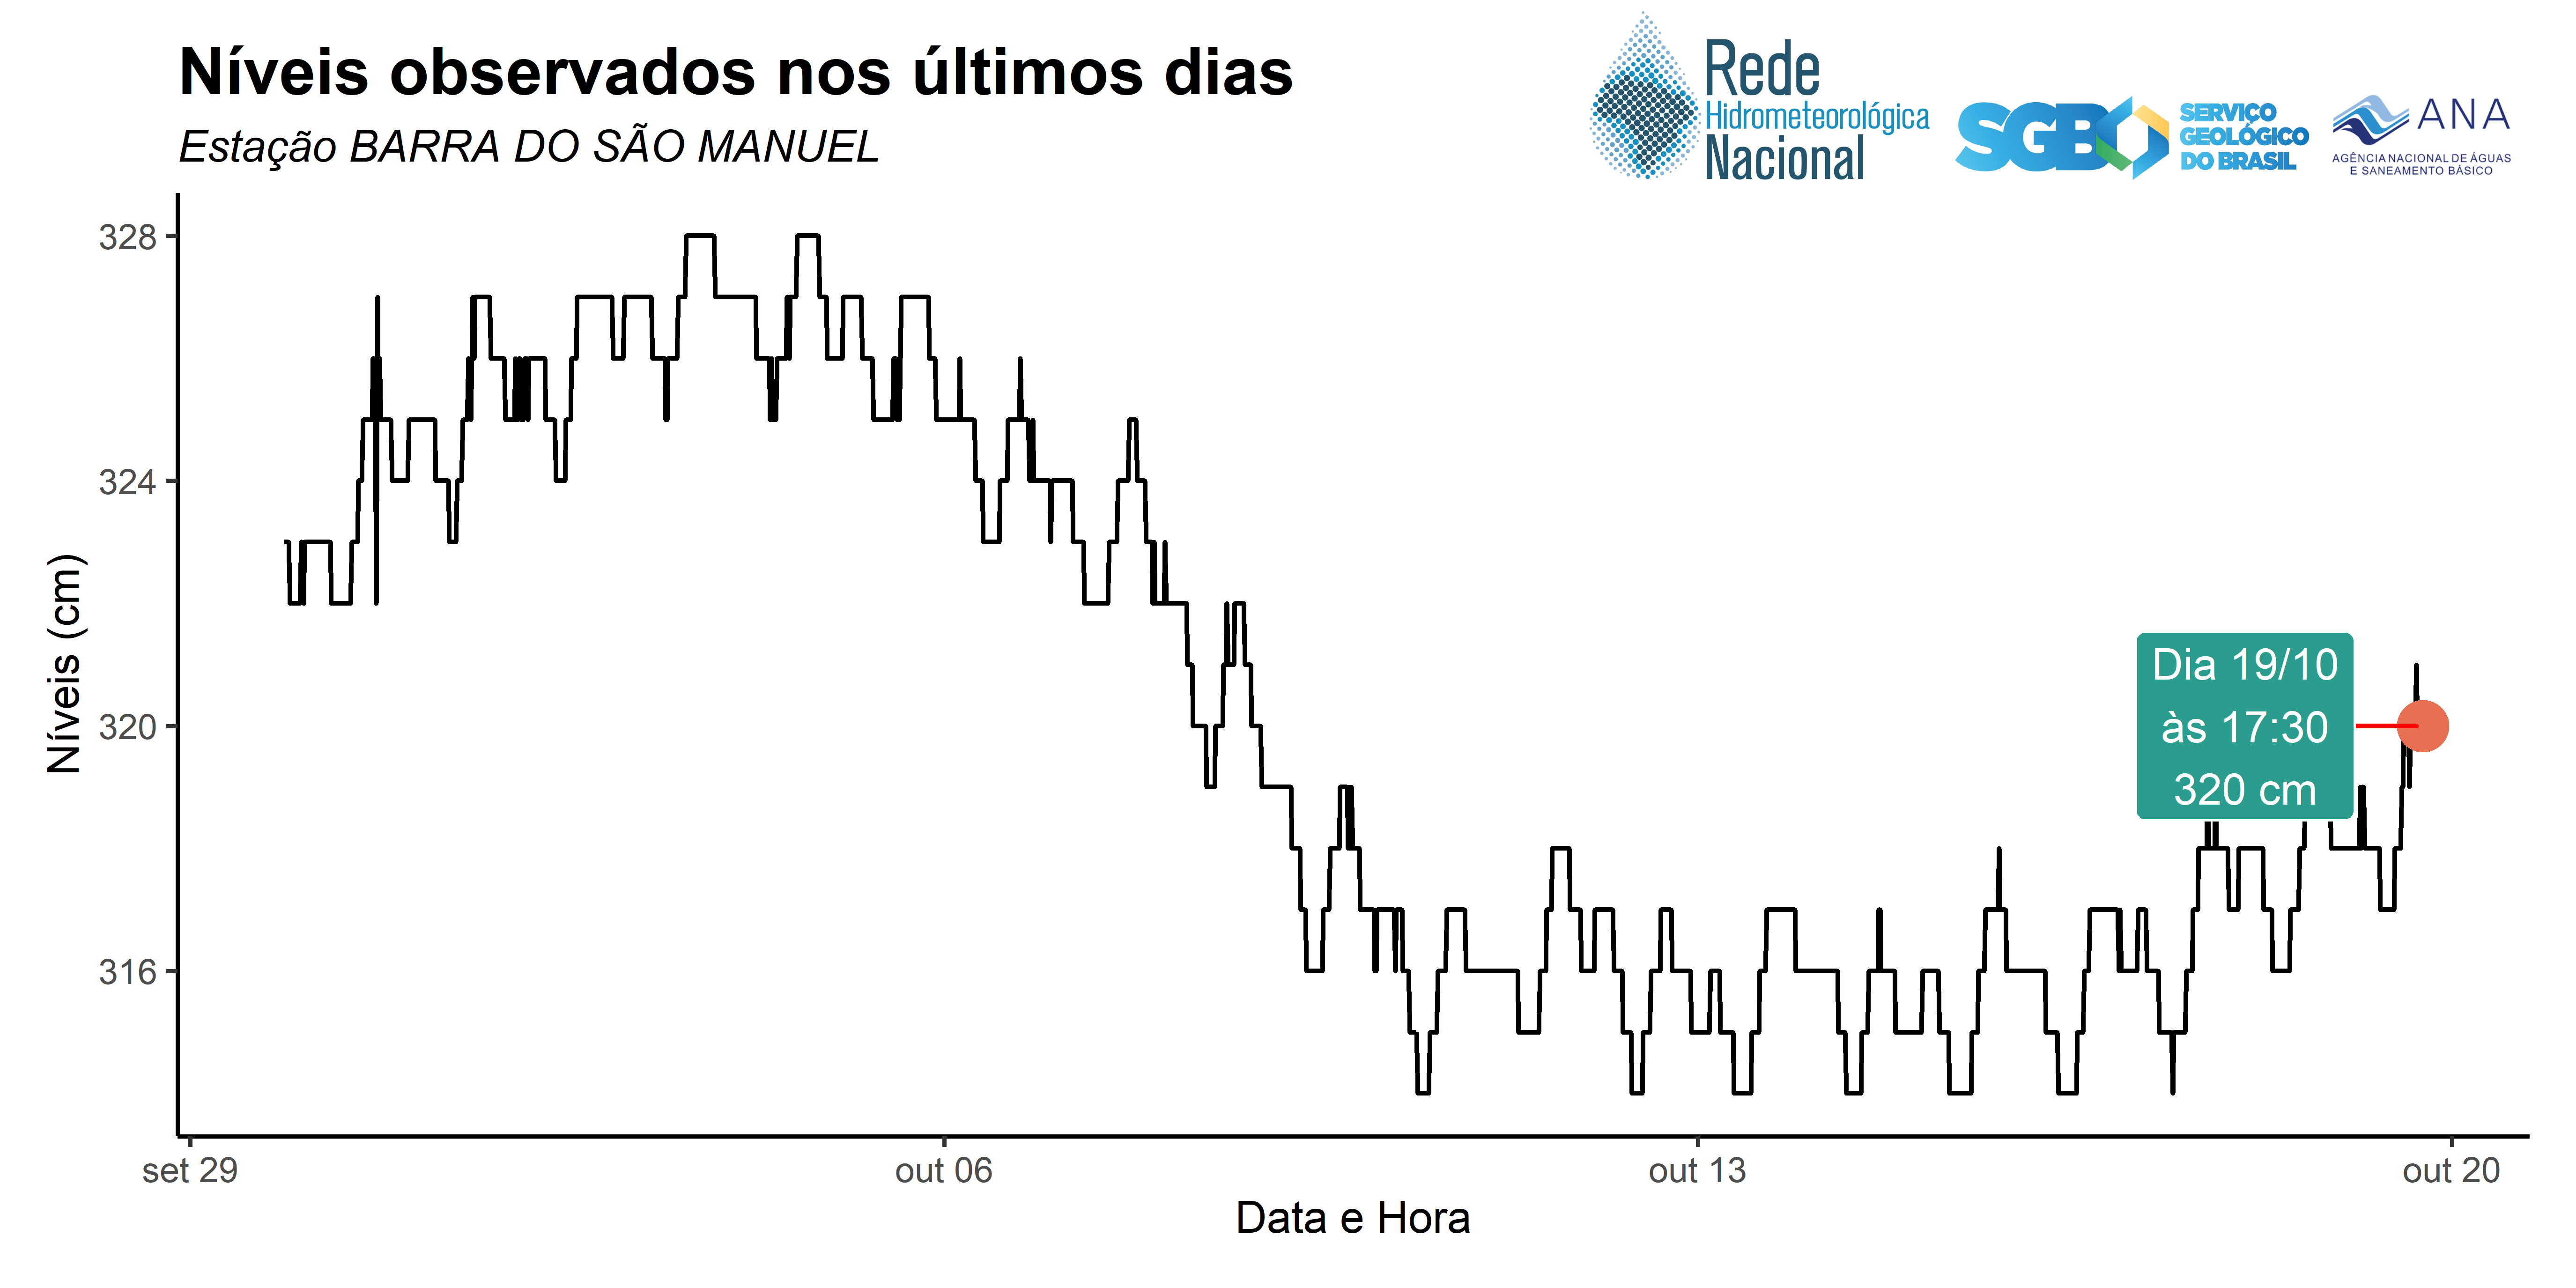 Níveis observados nos últimos dias
Estação BARRA DO SÃO MANUEL
Rede
Hidrometeorológica
Nacional
SGB
SERVIÇO
GEOLÓGICO
DO BRASIL
ANA
AGÊNCIA NACIONAL DE ÁGUAS
E SANEAMENTO BÁSICO
Níveis (cm)
328
324
320
316
Dia 19/10
às 17:30
320 cm
set 29
out 06
out 13
out 20
Data e Hora